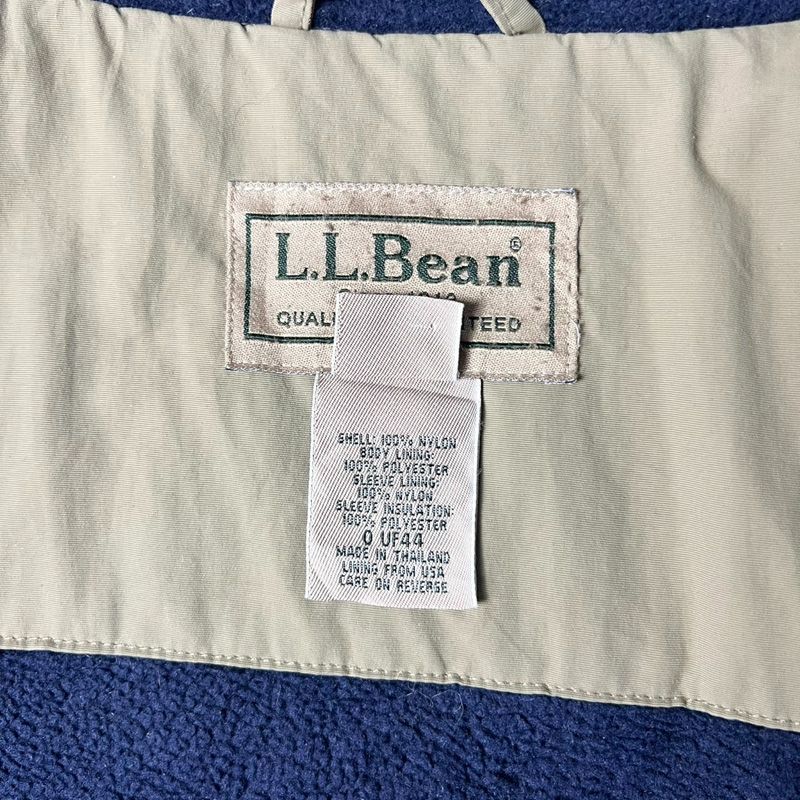 L.L.Bean®
QUALI TEED
SHELL: 100% NYLON
BODY LINING:
100% POLYESTER
SLEEVE LINING:
100% NYLON
SLEEVE INSULATION:
100% POLYESTER
0 UF44
MADE IN THAILAND
LINING FROM USA
CARE ON REVERSE